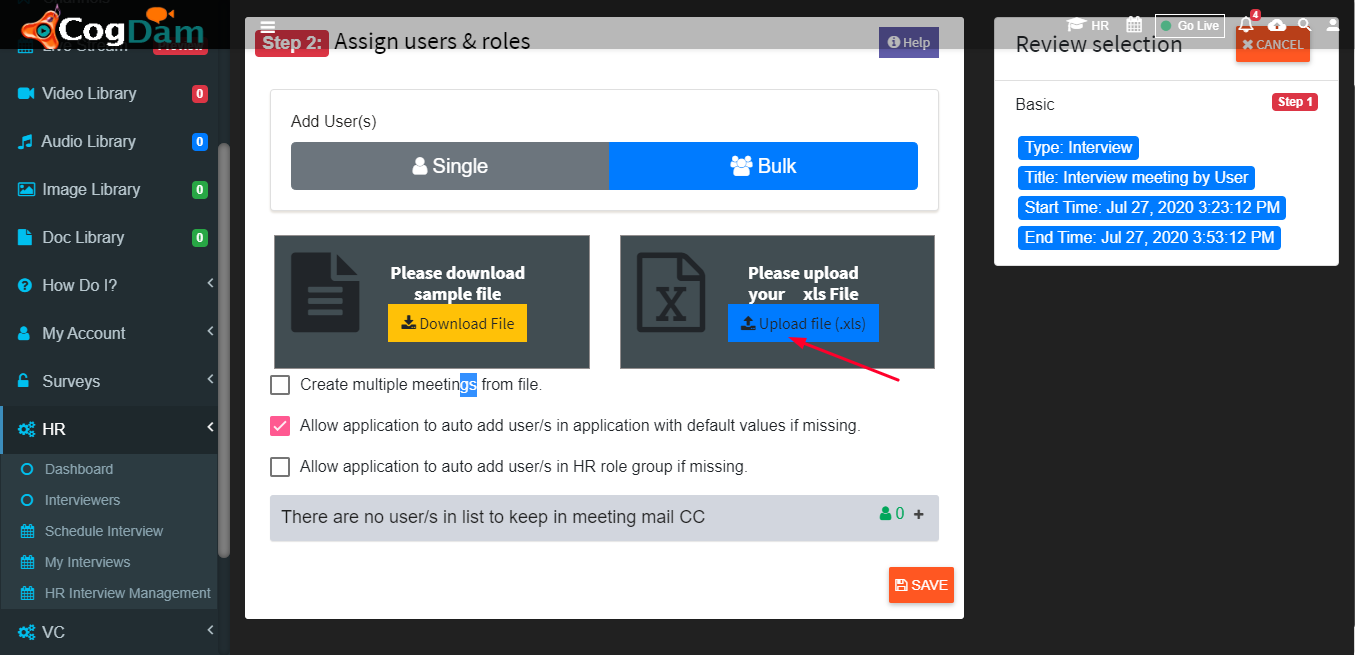 CogDam
HR
Go Live
4
Live Stream
Video Library 0
Audio Library 0
Image Library 0
Doc Library 0
How Do I?
My Account
Surveys
HR
Dashboard
Interviewers
Schedule Interview
My Interviews
HR Interview Management
VC
Step 2: Assign users & roles
Help
Add User(s)
Single
Bulk
Please download
sample file
Download File
Please upload
your xls File
Upload file (.xls)
Create multiple meetings from file.
Allow application to auto add user/s in application with default values if missing.
Allow application to auto add user/s in HR role group if missing.
There are no user/s in list to keep in meeting mail CC
0 +
SAVE
Review selection
CANCEL
Basic
Step 1
Type: Interview
Title: Interview meeting by User
Start Time: Jul 27, 2020 3:23:12 PM
End Time: Jul 27, 2020 3:53:12 PM